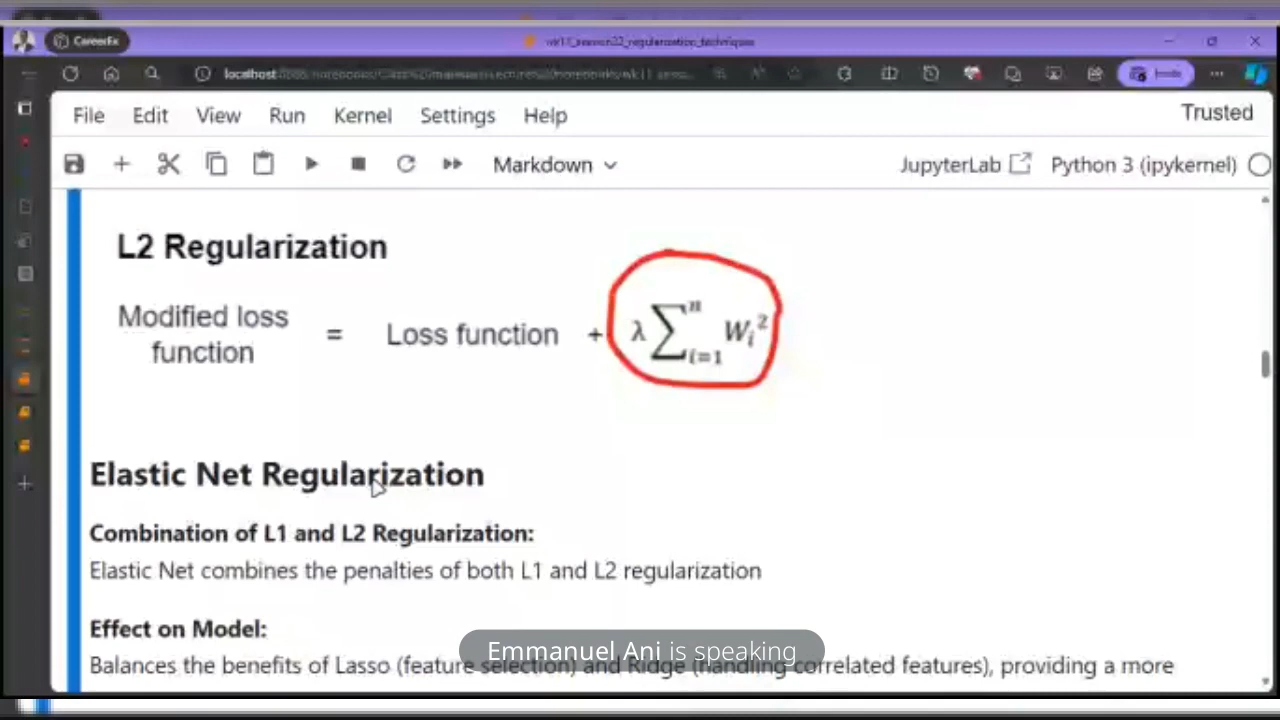 CareerEx
wk11_session22_regularization_techniques
File Edit View Run Kernel Settings Help Trusted
Markdown JupyterLab Python 3 (ipykernel)
L2 Regularization
Modified loss function = Loss function + λ∑ⁿᵢ₌₁ Wᵢ²
Elastic Net Regularization
Combination of L1 and L2 Regularization:
Elastic Net combines the penalties of both L1 and L2 regularization
Effect on Model:
Emmanuel Ani is speaking
Balances the benefits of Lasso (feature selection) and Ridge (handling correlated features), providing a more